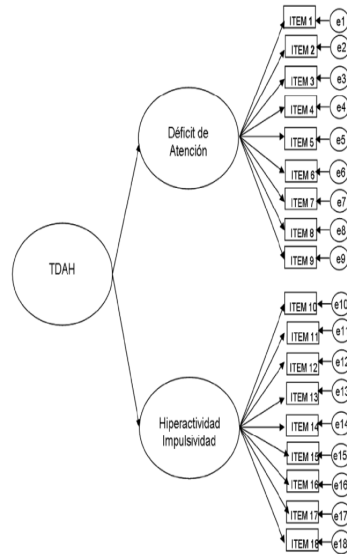 ITEM 1 e1
ITEM 2 e2
ITEM 3 e3
ITEM 4 e4
ITEM 5 e5
ITEM 6 e6
ITEM 7 e7
ITEM 8 e8
ITEM 9 e9
Déficit de
Atención
TDAH
ITEM 10 e10
ITEM 11 e11
ITEM 12 e12
ITEM 13 e13
ITEM 14 e14
ITEM 15 e15
ITEM 16 e16
ITEM 17 e17
ITEM 18 e18
Hiperactividad
Impulsividad